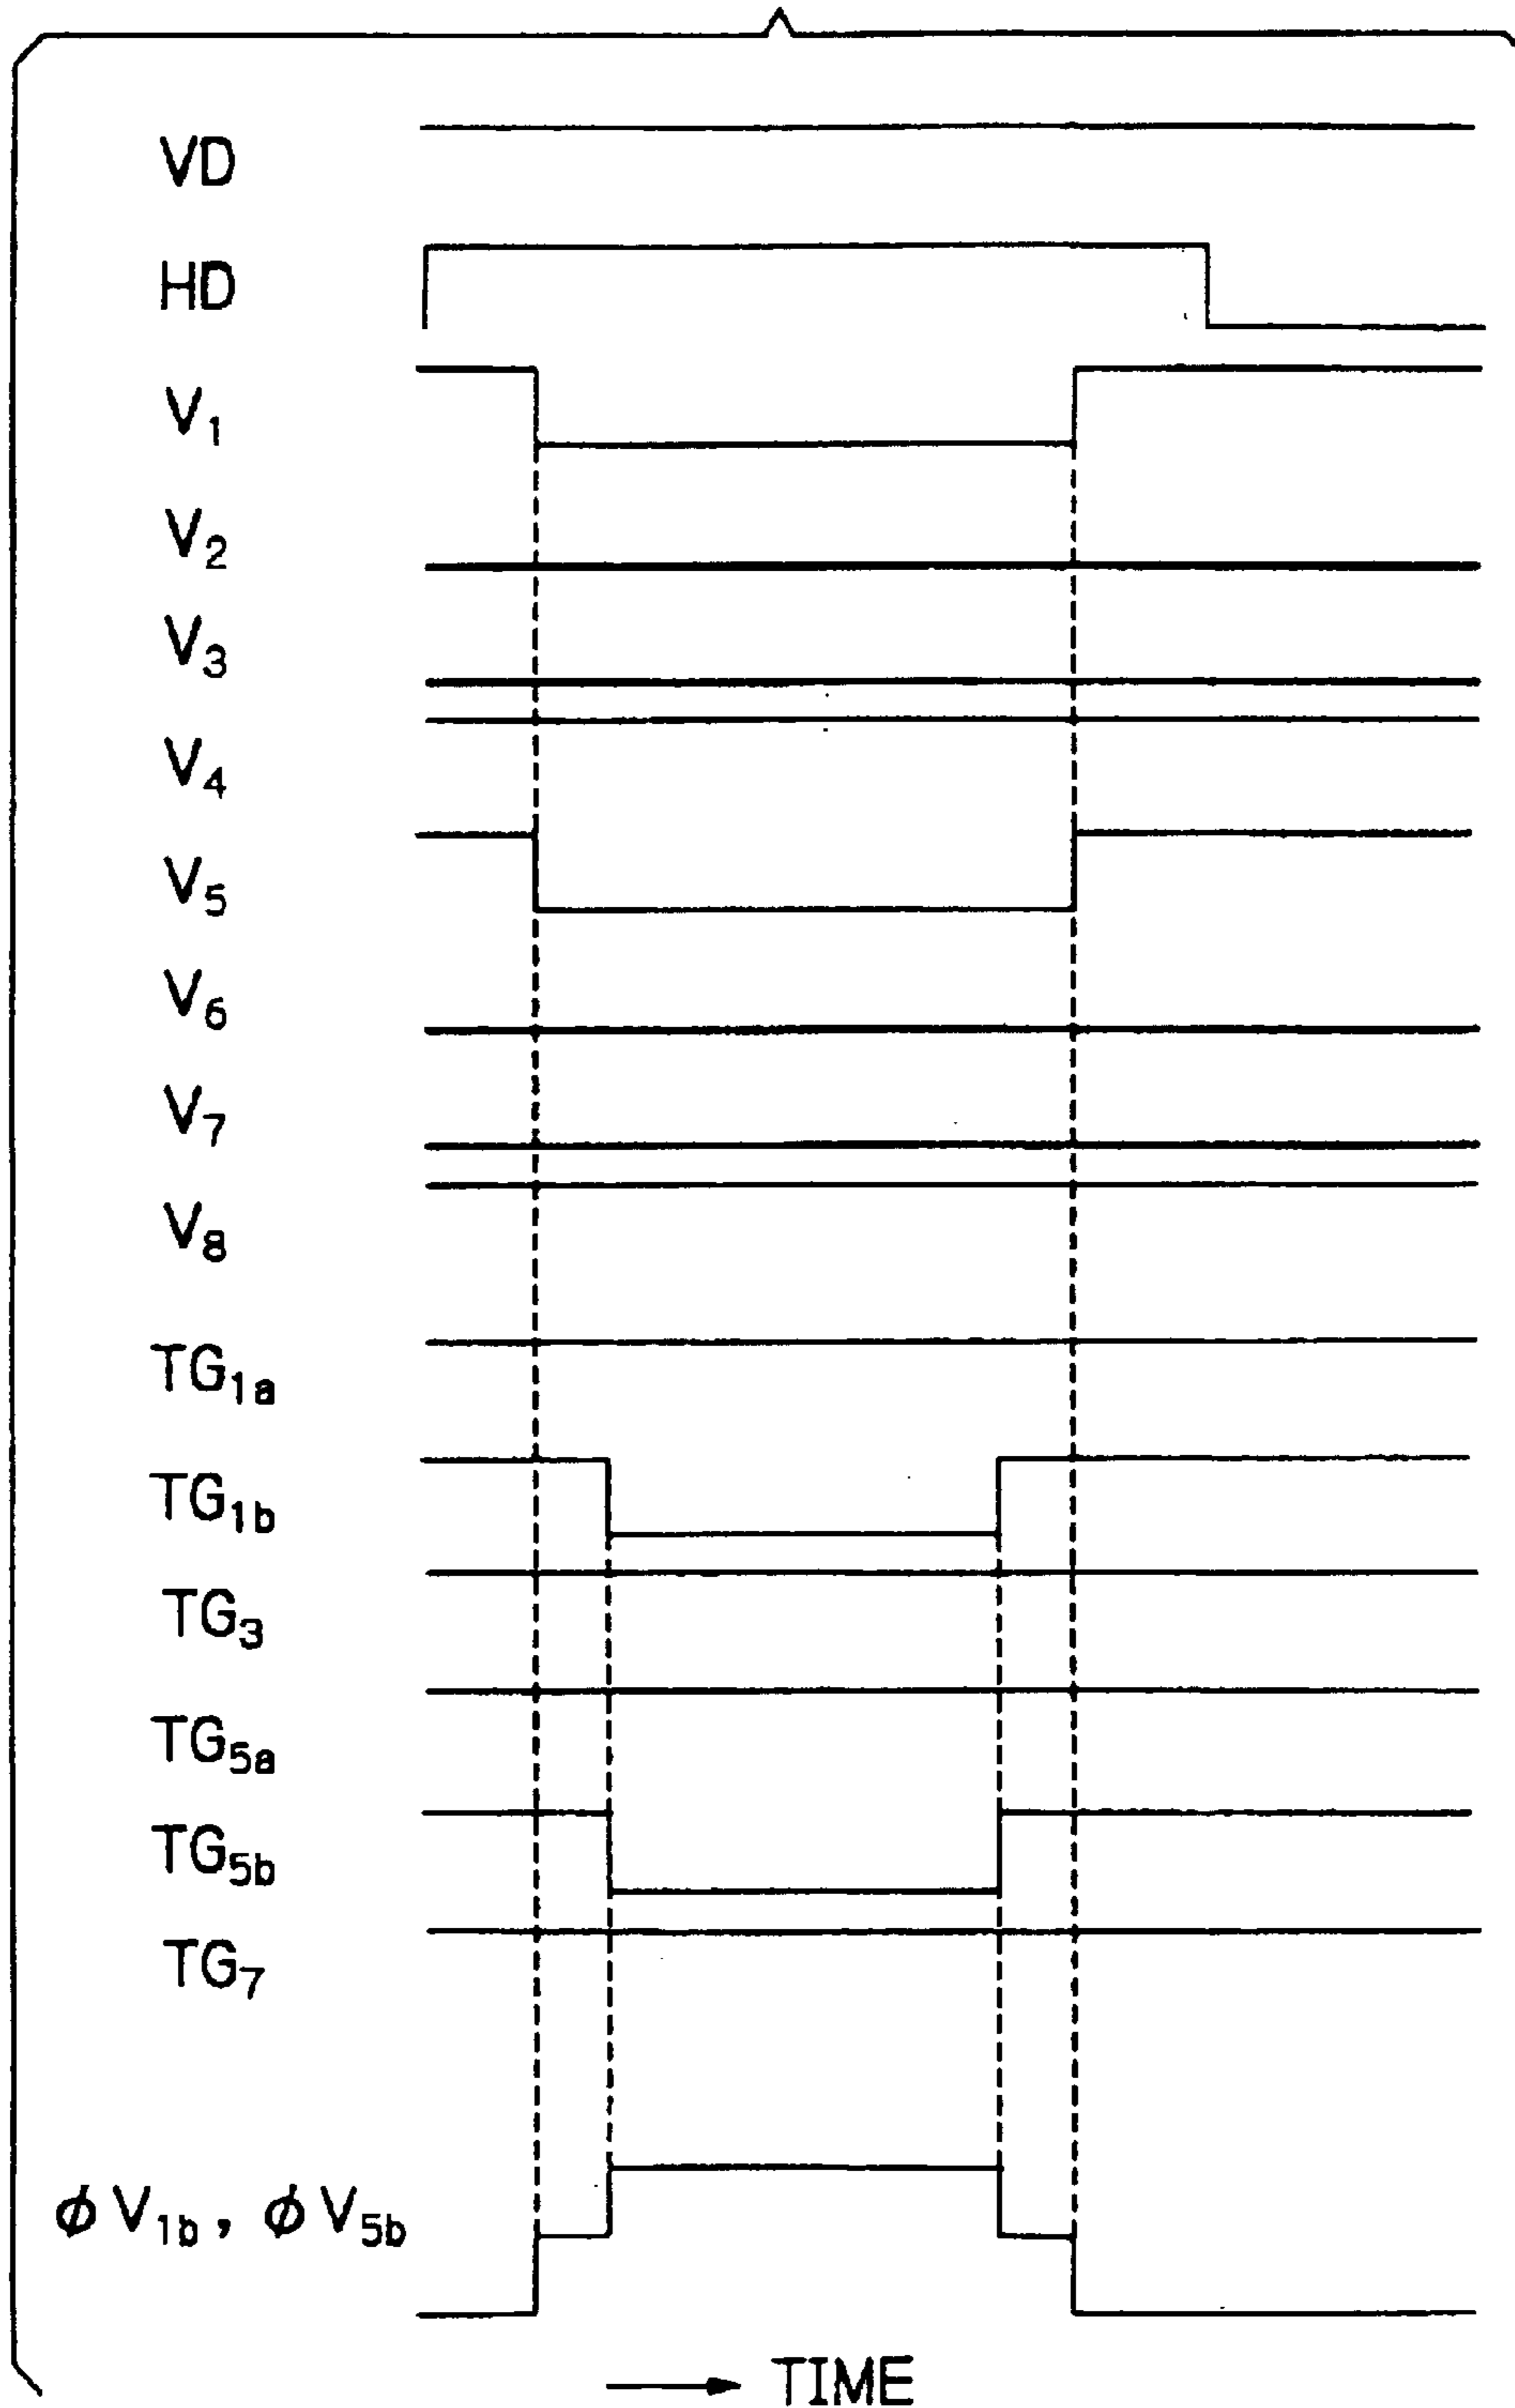 VD
HD
V₁
V₂
V₃
V₄
V₅
V₆
V₇
V₈
TG₁ₐ
TG₁b
TG₃
TG₅ₐ
TG₅b
TG₇
ϕV₁b, ϕV₅b
TIME